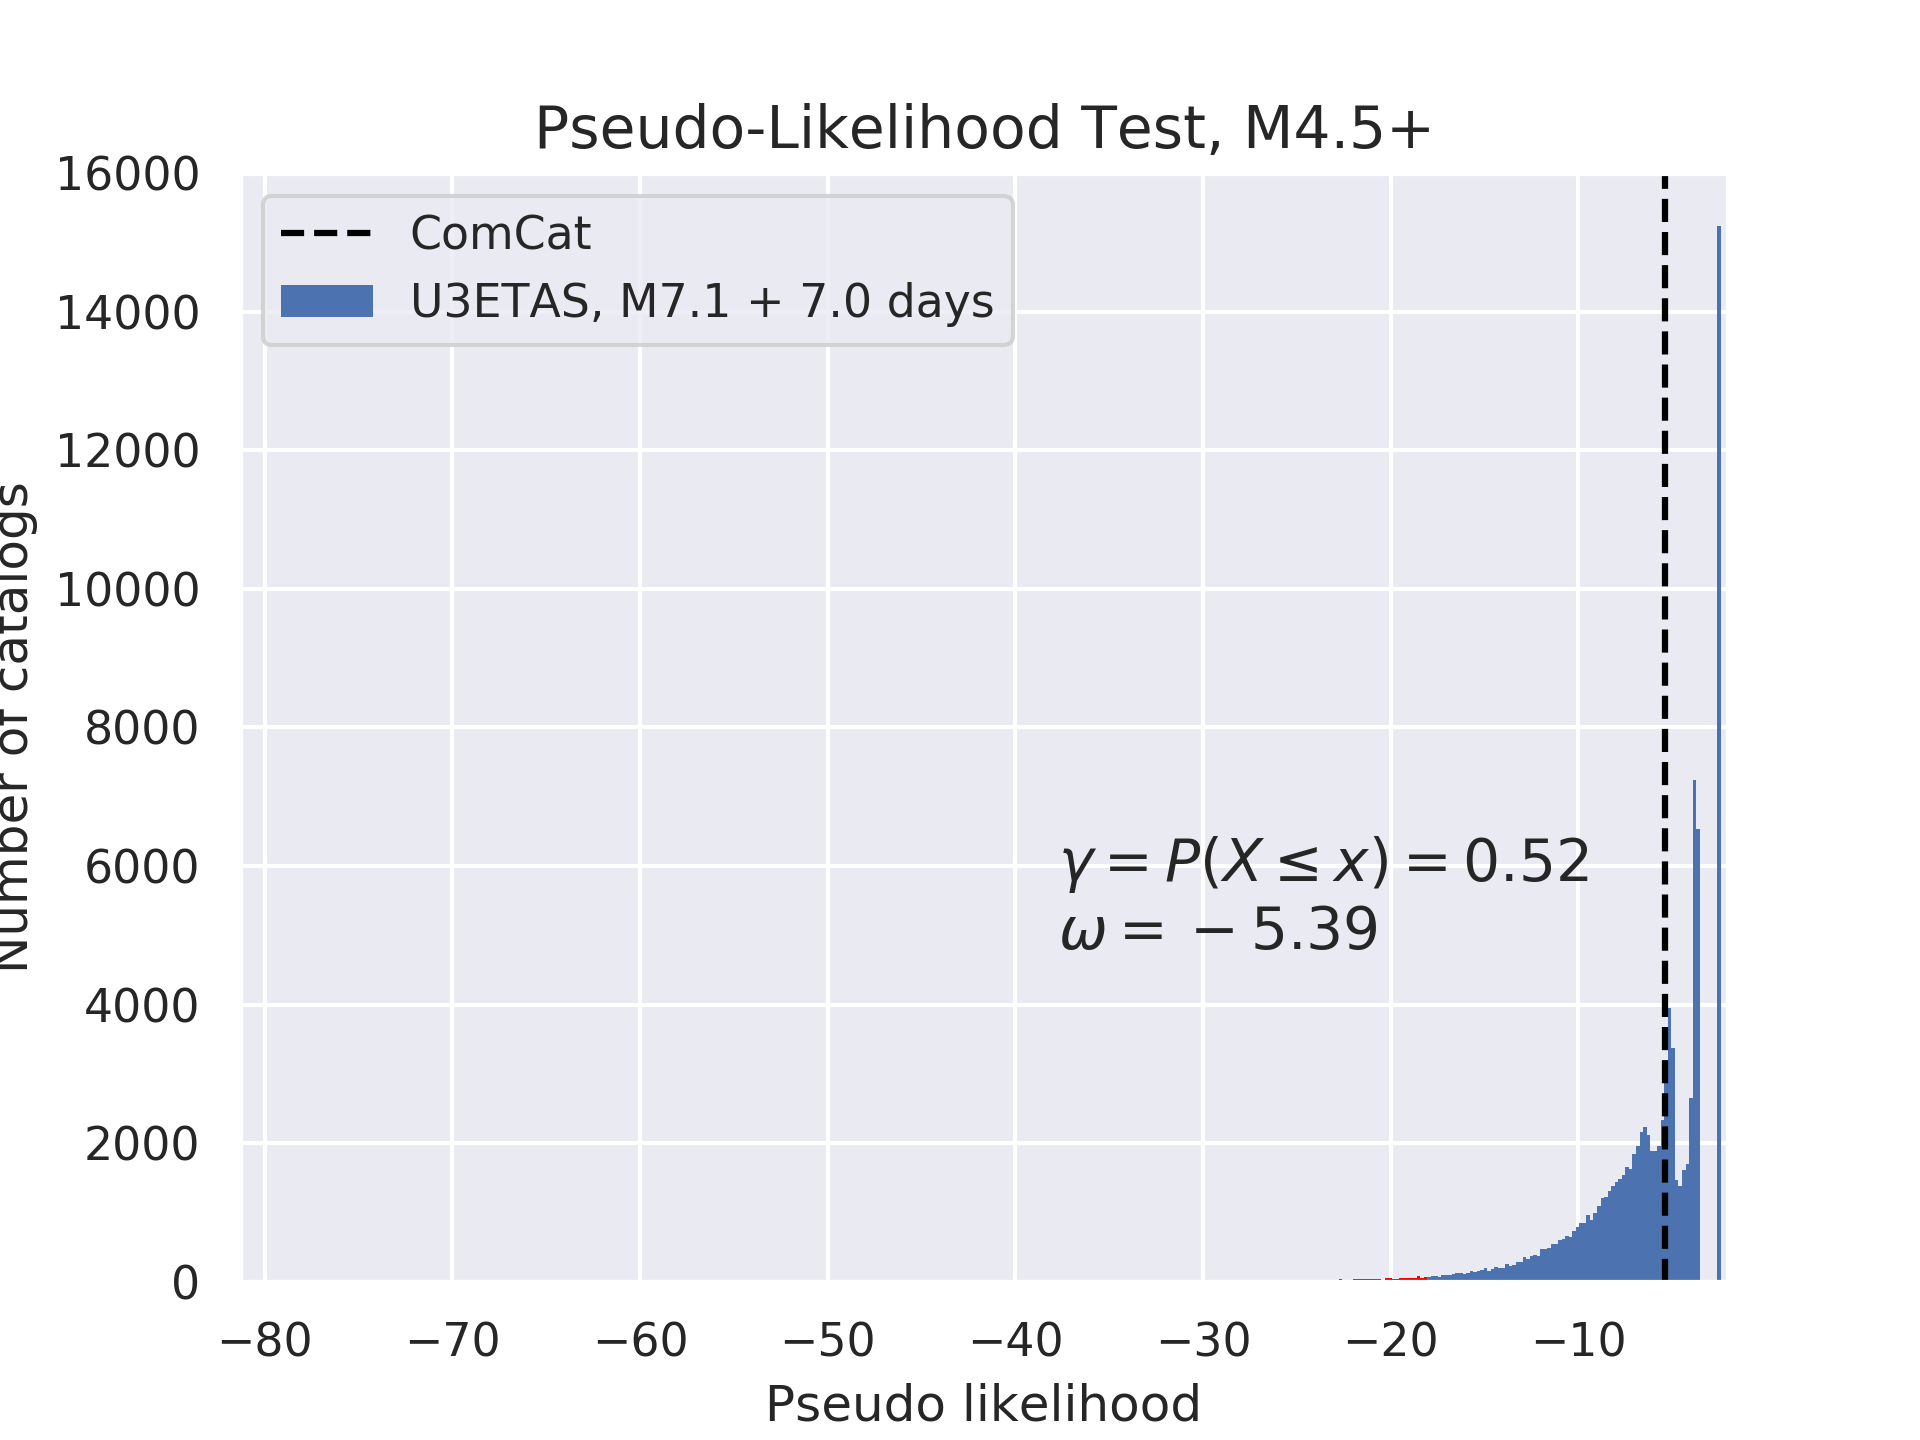 Pseudo-Likelihood Test, M4.5+
16000
14000
12000
10000
8000
6000
4000
2000
0
Number of catalogs
ComCat
U3ETAS, M7.1 + 7.0 days
γ = P(X ≤ x) = 0.52
ω = − 5.39
−80 −70 −60 −50 −40 −30 −20 −10
Pseudo likelihood